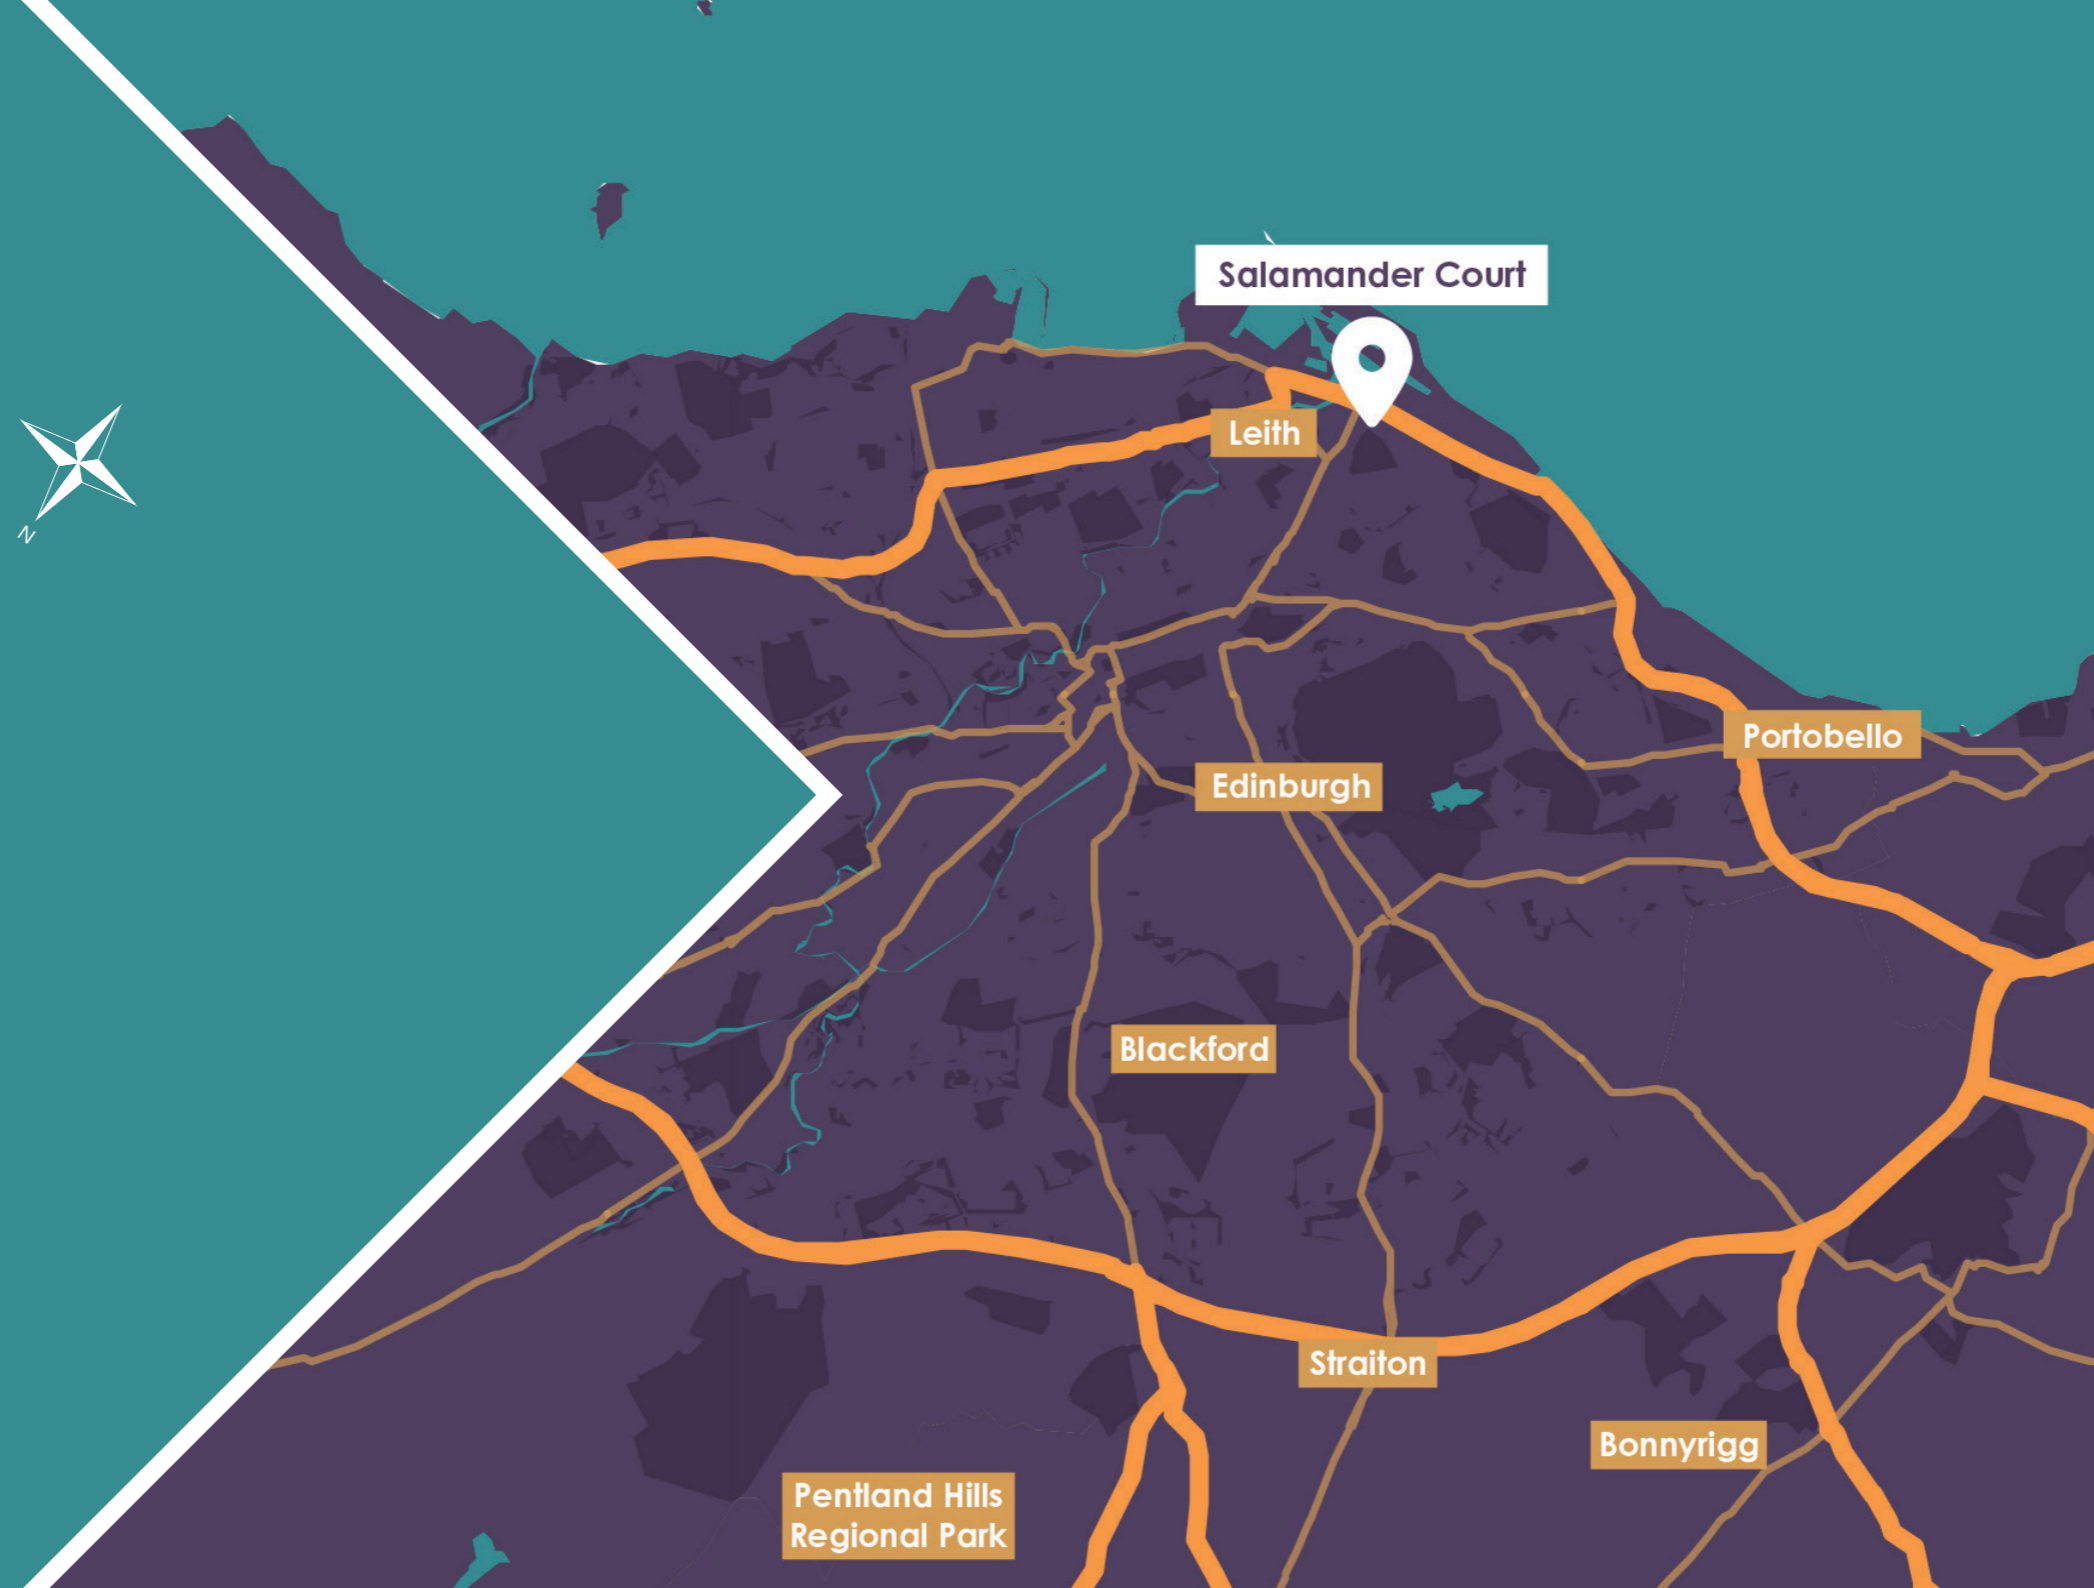 Salamander Court
Leith
N
Portobello
Edinburgh
Blackford
Straiton
Bonnyrigg
Pentland Hills
Regional Park